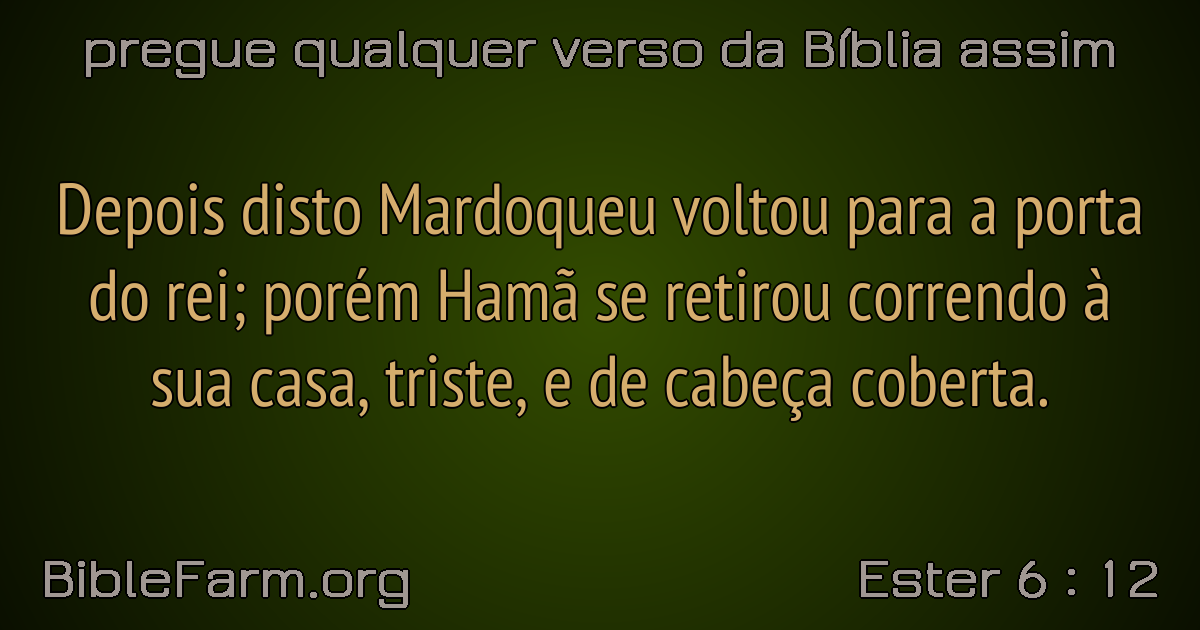 pregue qualquer verso da Bíblia assim
Depois disto Mardoqueu voltou para a porta
do rei; porém Hamã se retirou correndo à
sua casa, triste, e de cabeça coberta.
BibleFarm.org
Ester 6 : 12